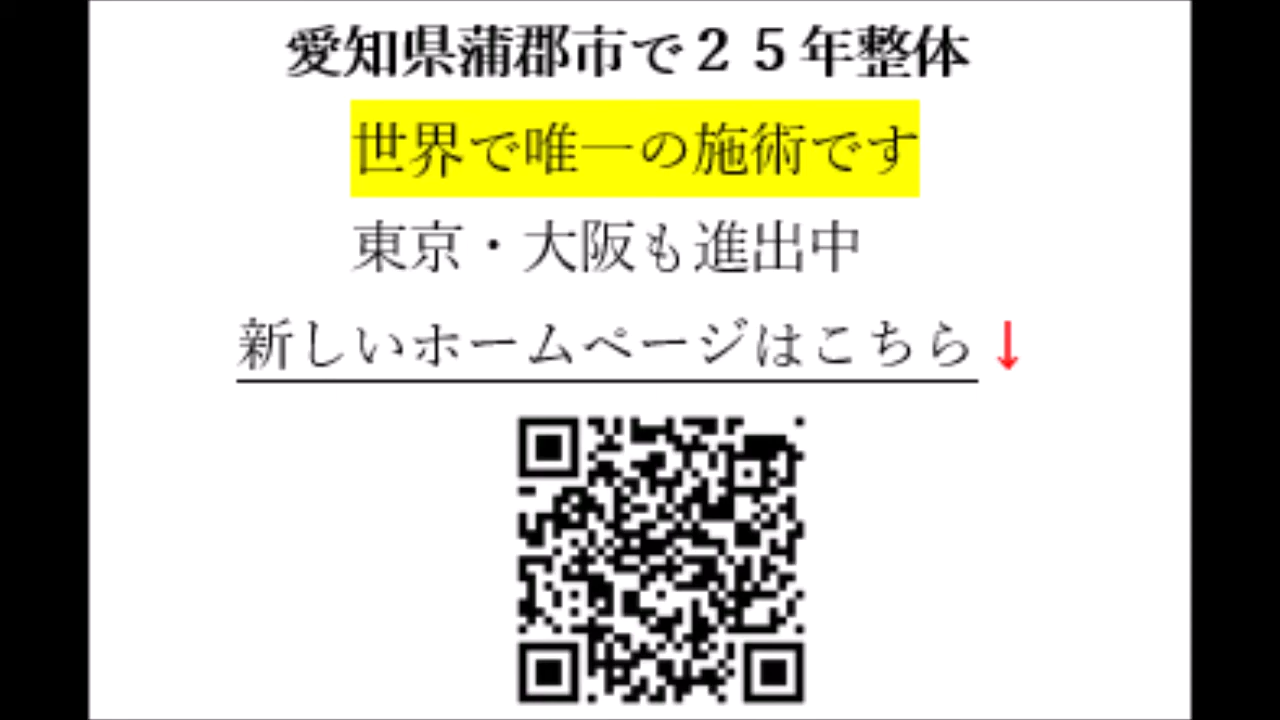 愛知県蒲郡市で２５年整体
世界で唯一の施術です
東京・大阪も進出中
新しいホームページはこちら↓